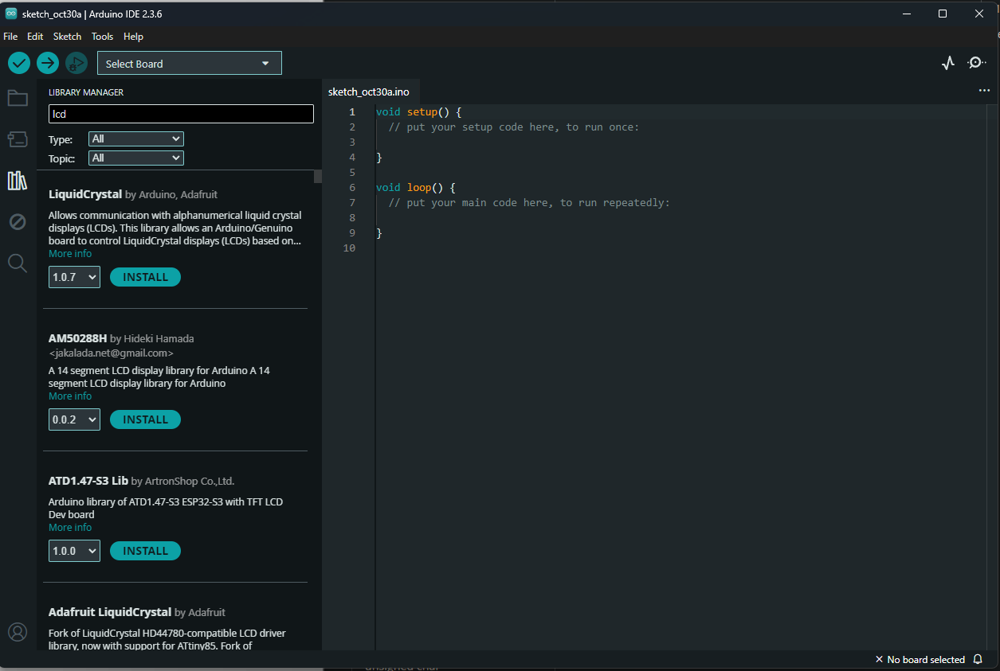 sketch_oct30a | Arduino IDE 2.3.6
File Edit Sketch Tools Help
Select Board
LIBRARY MANAGER
lcd
Type: All
Topic: All
LiquidCrystal by Arduino, Adafruit
Allows communication with alphanumerical liquid crystal
displays (LCDs). This library allows an Arduino/Genuino
board to control LiquidCrystal displays (LCDs) based on...
More info
1.0.7 INSTALL
AM50288H by Hideki Hamada
<jakalada.net@gmail.com>
A 14 segment LCD display library for Arduino A 14
segment LCD display library for Arduino
More info
0.0.2 INSTALL
ATD1.47-S3 Lib by ArtronShop Co.,Ltd.
Arduino library of ATD1.47-S3 ESP32-S3 with TFT LCD
Dev board
More info
1.0.0 INSTALL
Adafruit LiquidCrystal by Adafruit
Fork of LiquidCrystal HD44780-compatible LCD driver
library, now with support for ATtiny85. Fork of
sketch_oct30a.ino
1 void setup() {
2 // put your setup code here, to run once:
3
4 }
5
6 void loop() {
7 // put your main code here, to run repeatedly:
8
9 }
10
No board selected